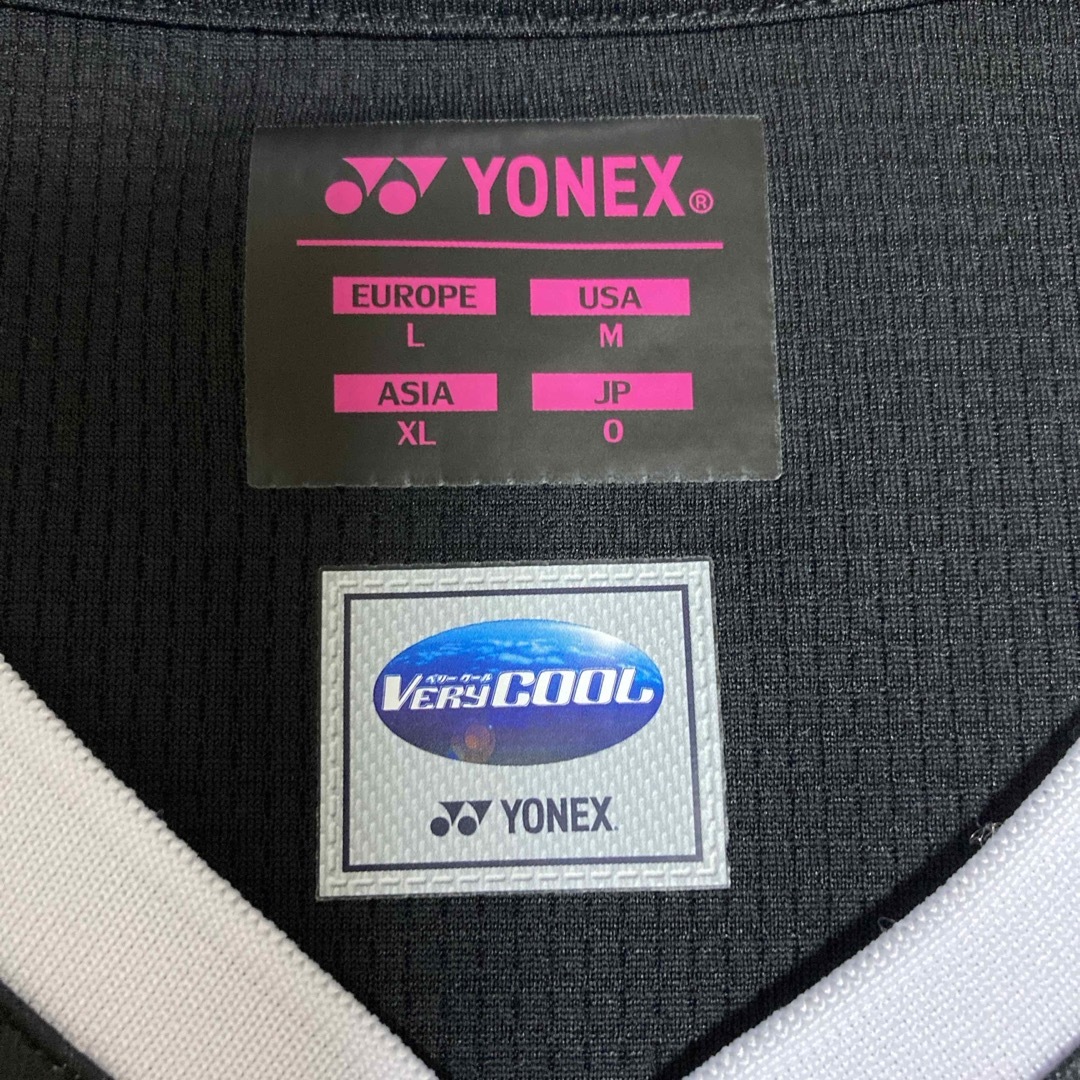 YONEX®
EUROPE USA
L M
ASIA JP
XL O
ベリー クール
VERYCOOL
YONEX